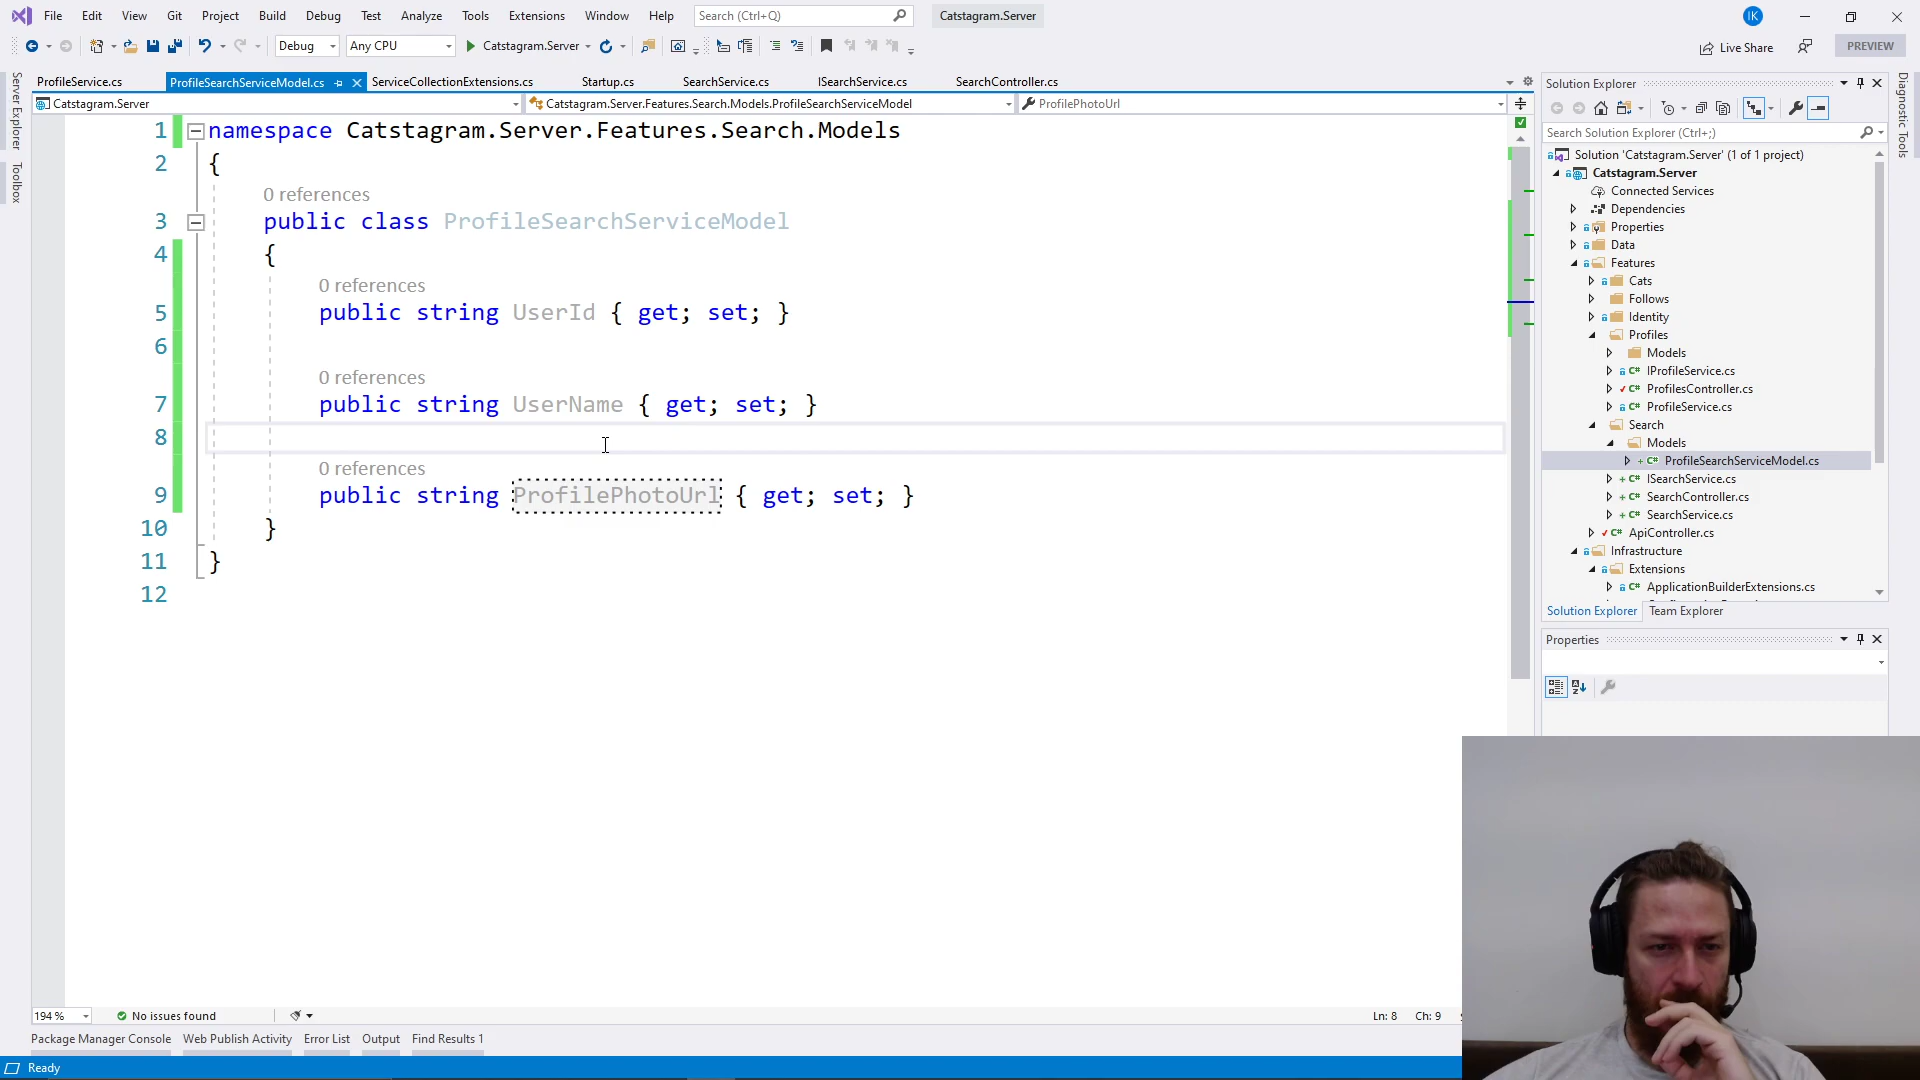 File Edit View Git Project Build Debug Test Analyze Tools Extensions Window Help Search (Ctrl+Q) Catstagram.Server IK
Debug Any CPU Catstagram.Server Live Share PREVIEW
ProfileService.cs ProfileSearchServiceModel.cs ServiceCollectionExtensions.cs Startup.cs SearchService.cs ISearchService.cs SearchController.cs
Catstagram.Server Catstagram.Server.Features.Search.Models.ProfileSearchServiceModel ProfilePhotoUrl
Server Explorer
Toolbox
1 namespace Catstagram.Server.Features.Search.Models
2 {
0 references
3 public class ProfileSearchServiceModel
4 {
0 references
5 public string UserId { get; set; }
6
0 references
7 public string UserName { get; set; }
8
0 references
9 public string ProfilePhotoUrl { get; set; }
10 }
11 }
12
194 % No issues found Ln: 8 Ch: 9
Package Manager Console Web Publish Activity Error List Output Find Results 1
Ready
Solution Explorer
Search Solution Explorer (Ctrl+;)
Solution 'Catstagram.Server' (1 of 1 project)
Catstagram.Server
Connected Services
Dependencies
Properties
Data
Features
Cats
Follows
Identity
Profiles
Models
IProfileService.cs
ProfilesController.cs
ProfileService.cs
Search
Models
ProfileSearchServiceModel.cs
ISearchService.cs
SearchController.cs
SearchService.cs
ApiController.cs
Infrastructure
Extensions
ApplicationBuilderExtensions.cs
Solution Explorer Team Explorer
Properties
Diagnostic Tools